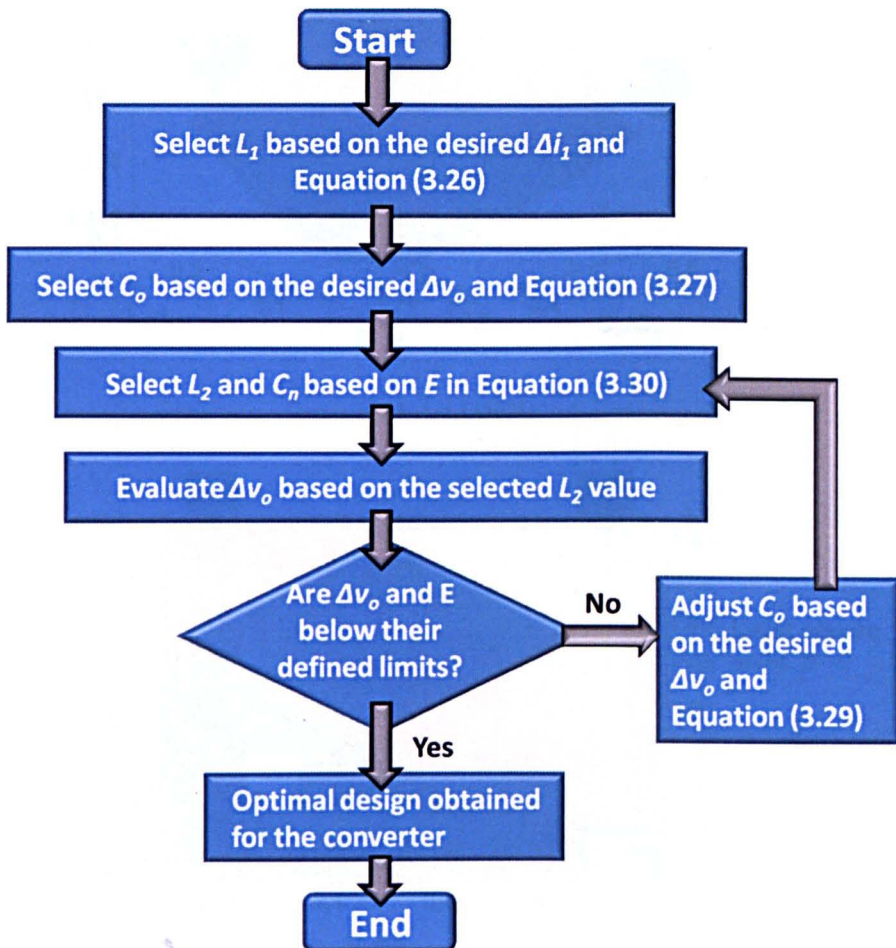 Start
Select L₁ based on the desired Δi₁ and
Equation (3.26)
Select Cₒ based on the desired Δvₒ and Equation (3.27)
Select L₂ and Cₙ based on E in Equation (3.30)
Evaluate Δvₒ based on the selected L₂ value
Are Δvₒ and E
below their
defined limits?
No
Adjust Cₒ based
on the desired
Δvₒ and
Equation (3.29)
Yes
Optimal design obtained
for the converter
End